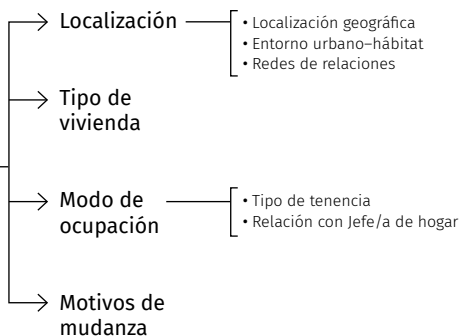 Localización
• Localización geográfica
• Entorno urbano–hábitat
• Redes de relaciones
Tipo de
vivienda
Modo de
ocupación
• Tipo de tenencia
• Relación con Jefe/a de hogar
Motivos de
mudanza